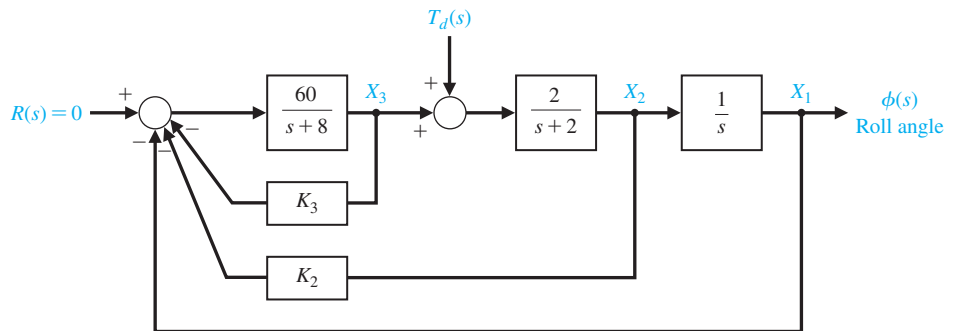 T_d(s)
+
60
s + 8
X_3
+
2
s + 2
X_2
1
s
X_1
ϕ(s)
Roll angle
R(s) = 0
+
−
−
−
+
K_3
K_2